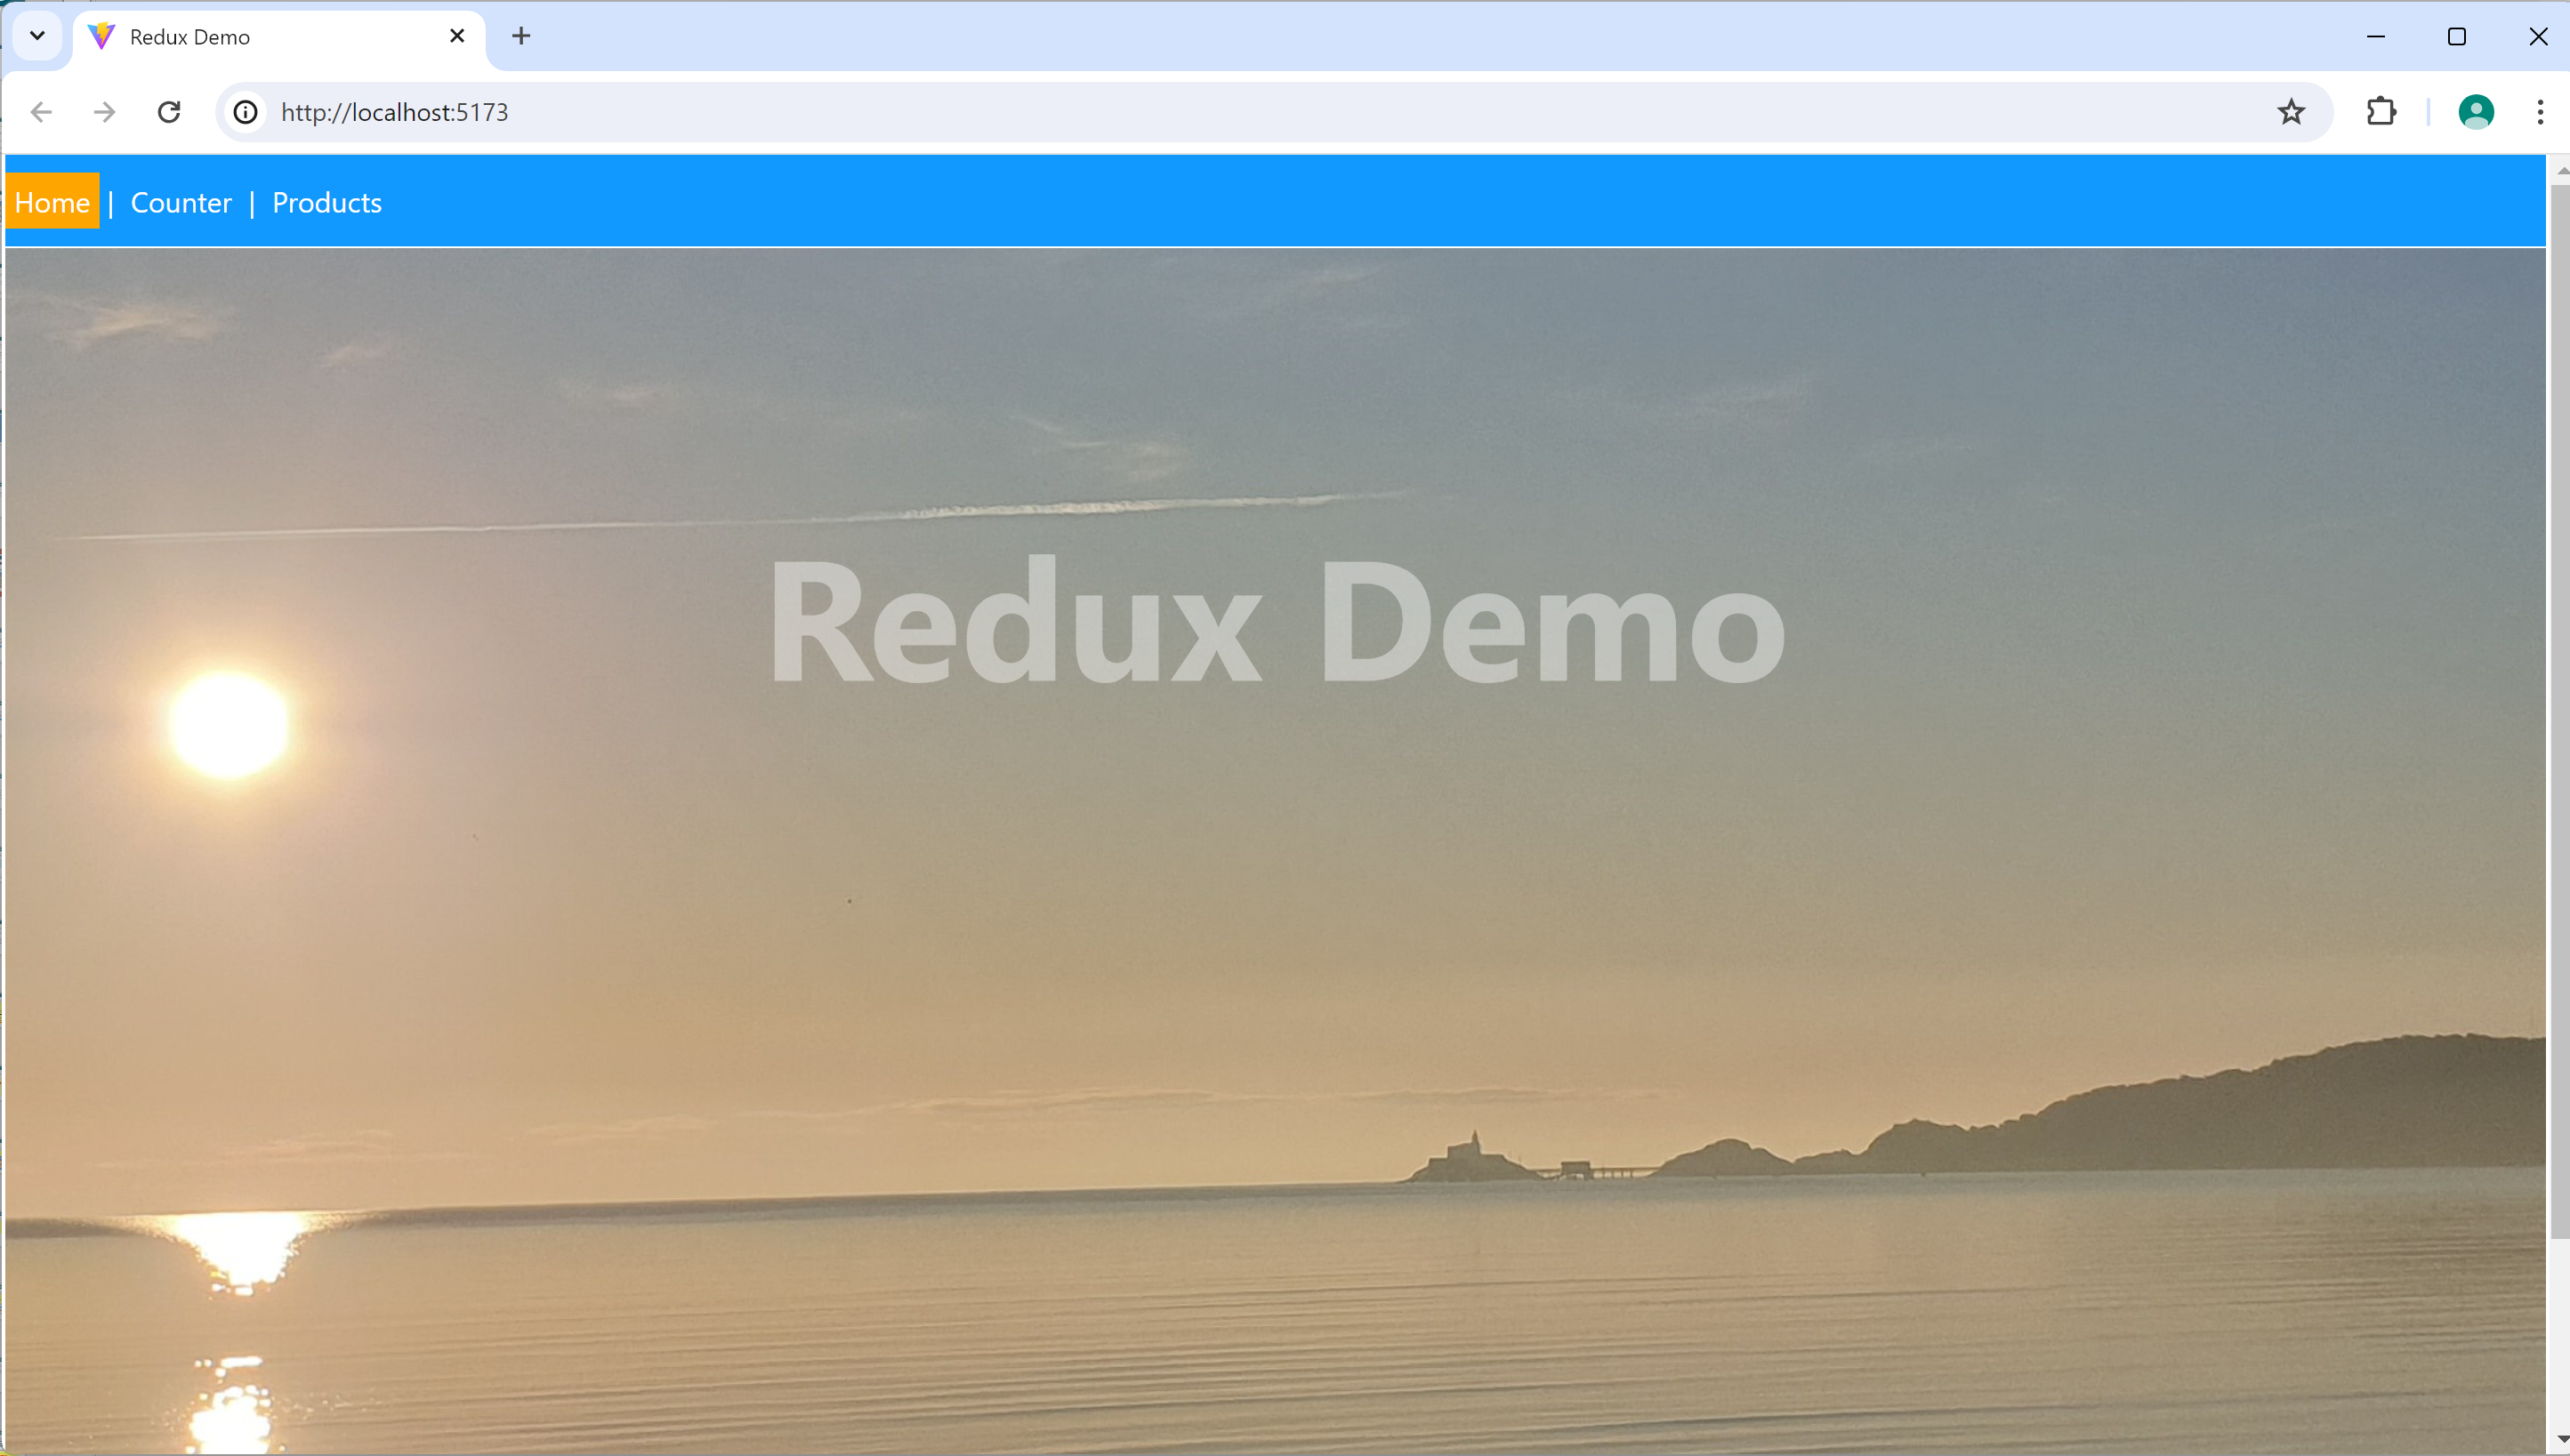 Redux Demo
http://localhost:5173
Home | Counter | Products
Redux Demo